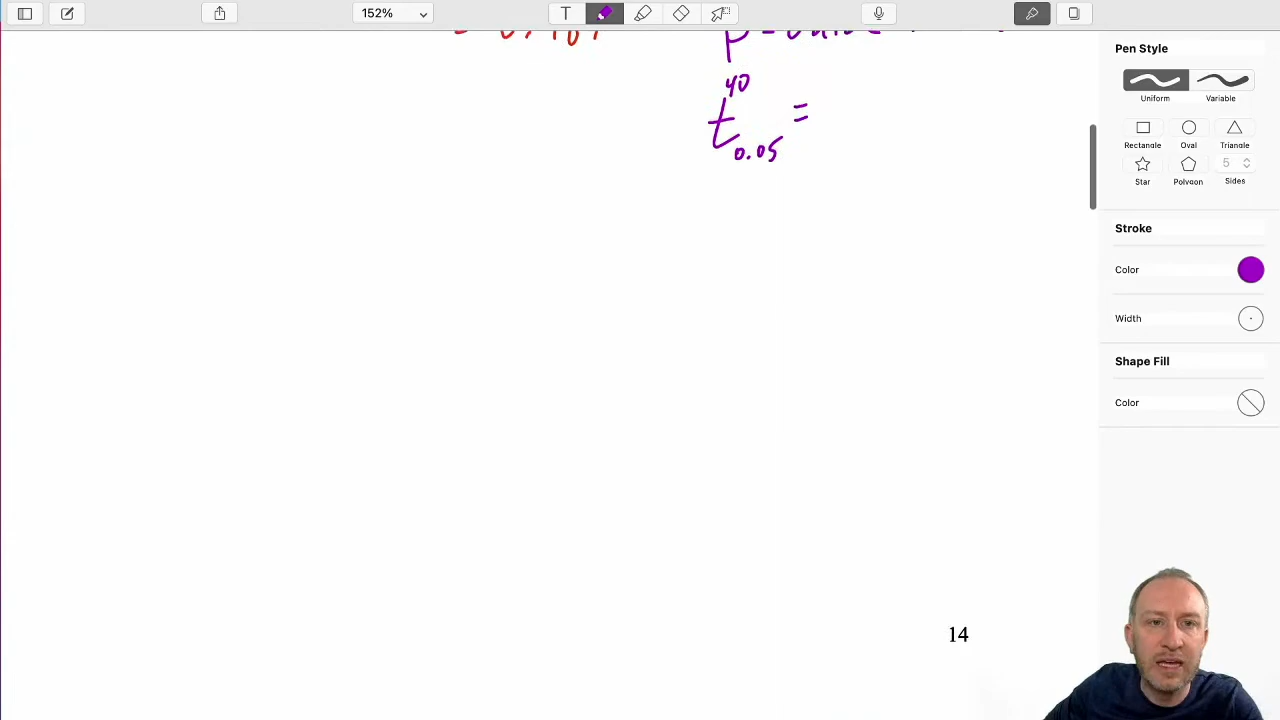 152%
T
40
t =
0.05
14
Pen Style
Uniform Variable
Rectangle Oval Triangle
5
Star Polygon Sides
Stroke
Color
Width
Shape Fill
Color